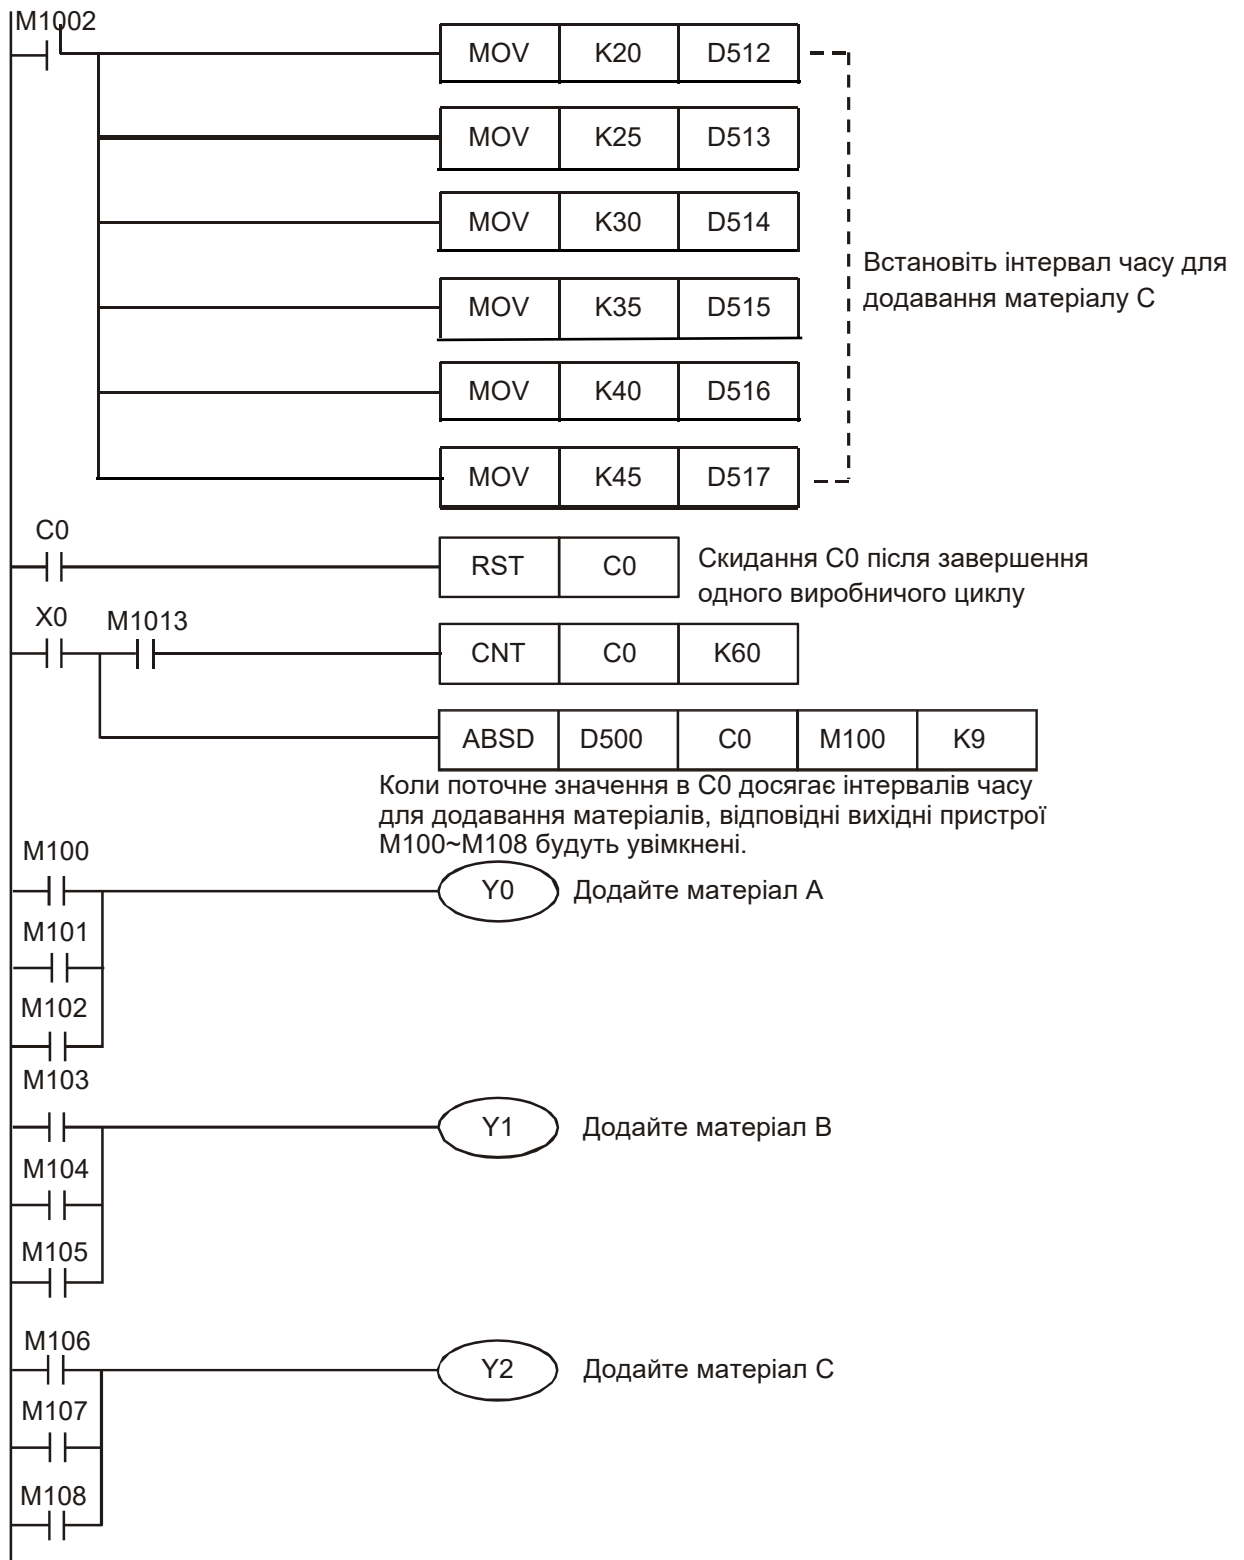 M1002
MOV K20 D512
MOV K25 D513
MOV K30 D514
Встановіть інтервал часу для
додавання матеріалу С
MOV K35 D515
MOV K40 D516
MOV K45 D517
C0
RST C0
Скидання С0 після завершення
одного виробничого циклу
X0 M1013
CNT C0 K60
ABSD D500 C0 M100 K9
Коли поточне значення в С0 досягає інтервалів часу
для додавання матеріалів, відповідні вихідні пристрої
М100~М108 будуть увімкнені.
M100
Y0 Додайте матеріал А
M101
M102
M103
Y1 Додайте матеріал В
M104
M105
M106
Y2 Додайте матеріал С
M107
M108